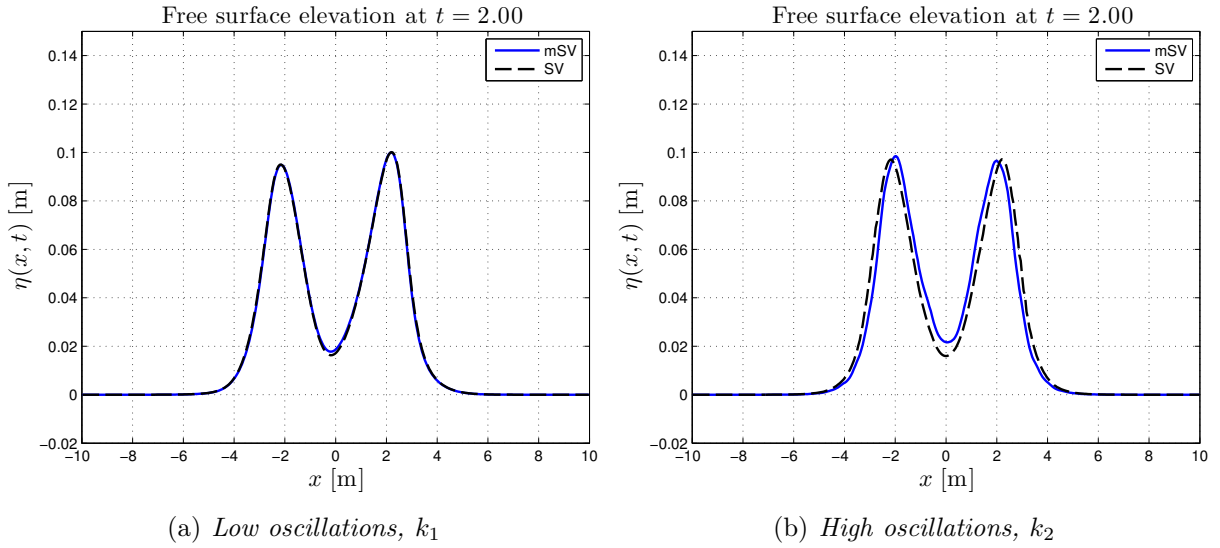 Free surface elevation at t = 2.00
0.14
0.12
0.1
0.08
0.06
0.04
0.02
0
−0.02
η(x, t) [m]
mSV
SV
−10 −8 −6 −4 −2 0 2 4 6 8 10
x [m]
(a) Low oscillations, k₁
Free surface elevation at t = 2.00
0.14
0.12
0.1
0.08
0.06
0.04
0.02
0
−0.02
η(x, t) [m]
mSV
SV
−10 −8 −6 −4 −2 0 2 4 6 8 10
x [m]
(b) High oscillations, k₂